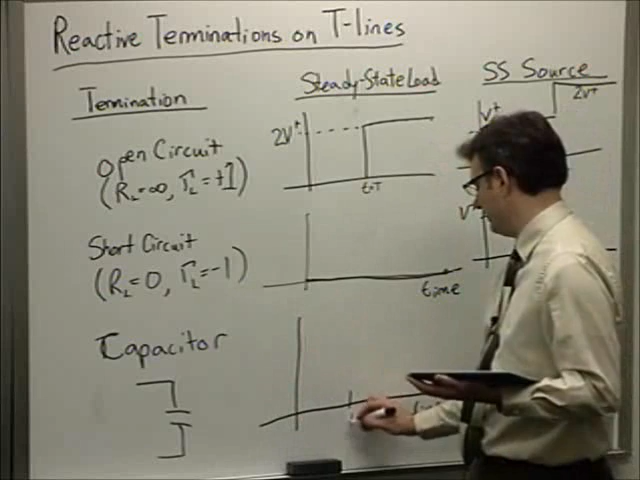 Reactive Terminations on T-lines
Termination
Steady-State Load
SS Source
Open Circuit
(R_L=∞, Γ_L=+1)
2V⁺
t=T
V⁺
2V⁺
Short Circuit
(R_L=0, Γ_L=-1)
time
V⁺
Capacitor